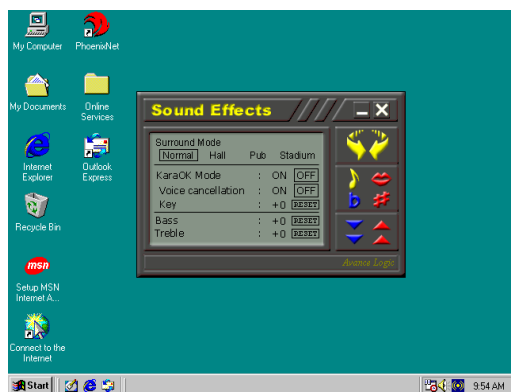 My Computer
PhoenixNet
My Documents
Online
Services
Internet
Explorer
Outlook
Express
Recycle Bin
msn
Setup MSN
Internet A...
Connect to the
Internet
Sound Effects
Surround Mode
Normal Hall Pub Stadium
KaraOK Mode : ON OFF
Voice cancellation : ON OFF
Key : +0 RESET
Bass : +0 RESET
Treble : +0 RESET
Avance Logic
Start
9:54 AM